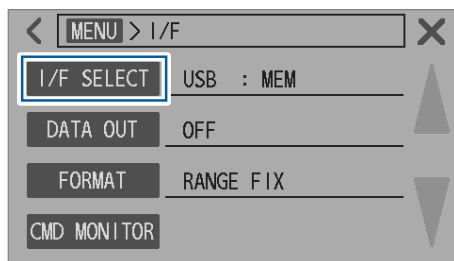 MENU > I/F
I/F SELECT USB : MEM
DATA OUT OFF
FORMAT RANGE FIX
CMD MONITOR